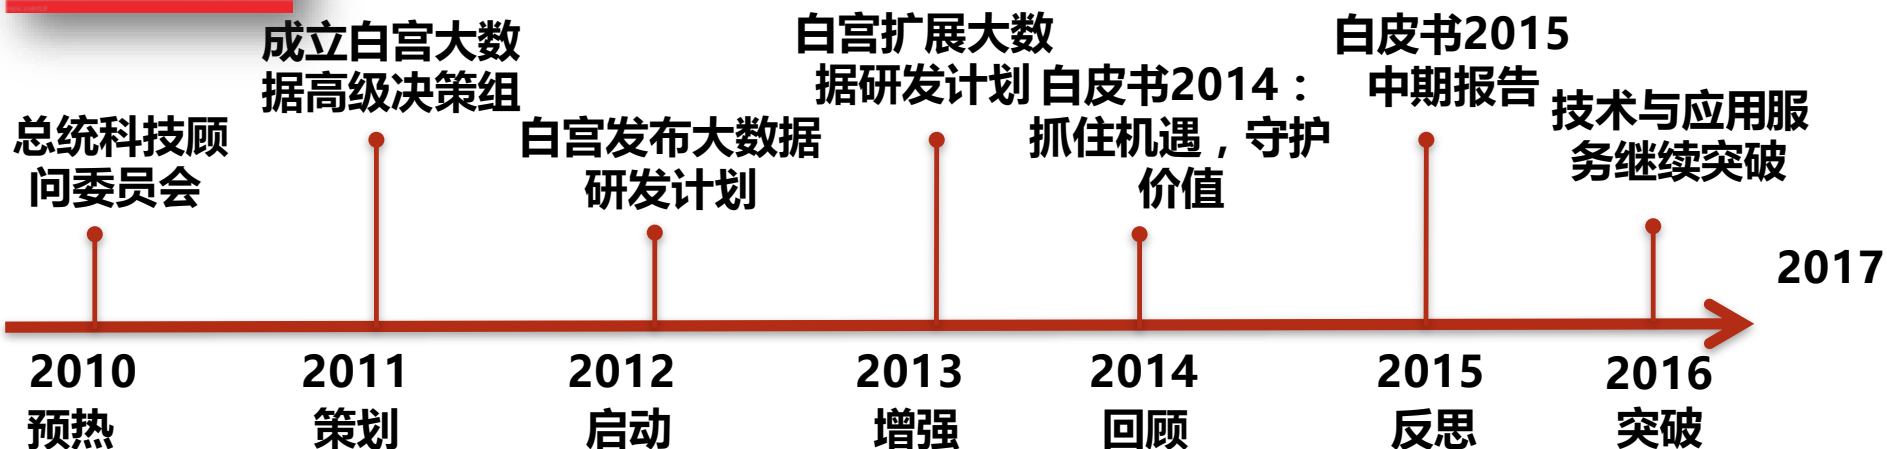 总统科技顾
问委员会
成立白宫大数
据高级决策组
白宫发布大数据
研发计划
白宫扩展大数
据研发计划
白皮书2014：
抓住机遇，守护
价值
白皮书2015
中期报告
技术与应用服
务继续突破
2017
2010
预热
2011
策划
2012
启动
2013
增强
2014
回顾
2015
反思
2016
突破